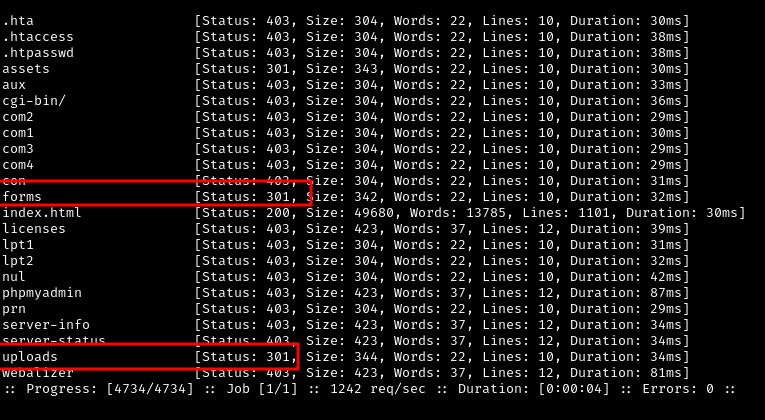 .hta [Status: 403, Size: 304, Words: 22, Lines: 10, Duration: 30ms]
.htaccess [Status: 403, Size: 304, Words: 22, Lines: 10, Duration: 38ms]
.htpasswd [Status: 403, Size: 304, Words: 22, Lines: 10, Duration: 38ms]
assets [Status: 301, Size: 343, Words: 22, Lines: 10, Duration: 30ms]
aux [Status: 403, Size: 304, Words: 22, Lines: 10, Duration: 33ms]
cgi-bin/ [Status: 403, Size: 304, Words: 22, Lines: 10, Duration: 36ms]
com2 [Status: 403, Size: 304, Words: 22, Lines: 10, Duration: 29ms]
com1 [Status: 403, Size: 304, Words: 22, Lines: 10, Duration: 30ms]
com3 [Status: 403, Size: 304, Words: 22, Lines: 10, Duration: 29ms]
com4 [Status: 403, Size: 304, Words: 22, Lines: 10, Duration: 29ms]
con [Status: 403, Size: 304, Words: 22, Lines: 10, Duration: 31ms]
forms [Status: 301, Size: 342, Words: 22, Lines: 10, Duration: 32ms]
index.html [Status: 200, Size: 49680, Words: 13785, Lines: 1101, Duration: 30ms]
licenses [Status: 403, Size: 423, Words: 37, Lines: 12, Duration: 39ms]
lpt1 [Status: 403, Size: 304, Words: 22, Lines: 10, Duration: 31ms]
lpt2 [Status: 403, Size: 304, Words: 22, Lines: 10, Duration: 32ms]
nul [Status: 403, Size: 304, Words: 22, Lines: 10, Duration: 42ms]
phpmyadmin [Status: 403, Size: 423, Words: 37, Lines: 12, Duration: 87ms]
prn [Status: 403, Size: 304, Words: 22, Lines: 10, Duration: 29ms]
server-info [Status: 403, Size: 423, Words: 37, Lines: 12, Duration: 34ms]
server-status [Status: 403, Size: 423, Words: 37, Lines: 12, Duration: 34ms]
uploads [Status: 301, Size: 344, Words: 22, Lines: 10, Duration: 34ms]
webalizer [Status: 403, Size: 423, Words: 37, Lines: 12, Duration: 81ms]
:: Progress: [4734/4734] :: Job [1/1] :: 1242 req/sec :: Duration: [0:00:04] :: Errors: 0 ::